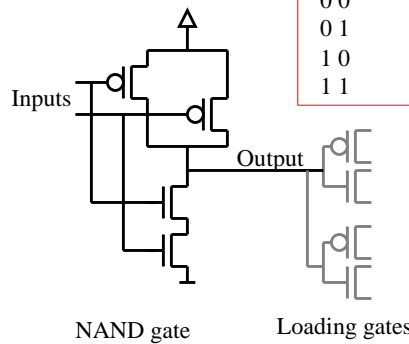 0 0
0 1
1 0
1 1
Inputs
Output
NAND gate
Loading gates